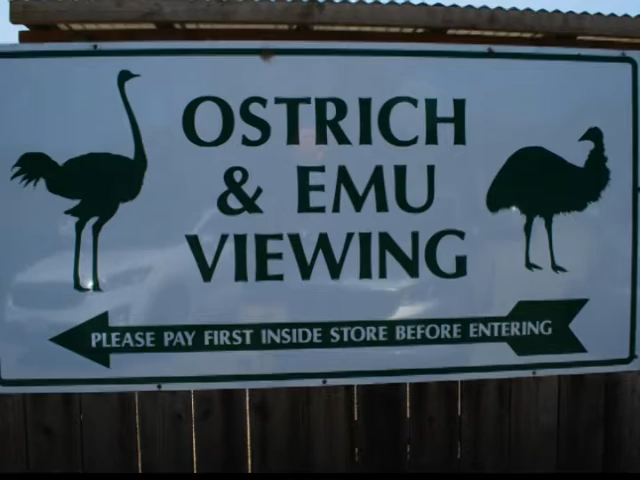 OSTRICH
& EMU
VIEWING
PLEASE PAY FIRST INSIDE STORE BEFORE ENTERING